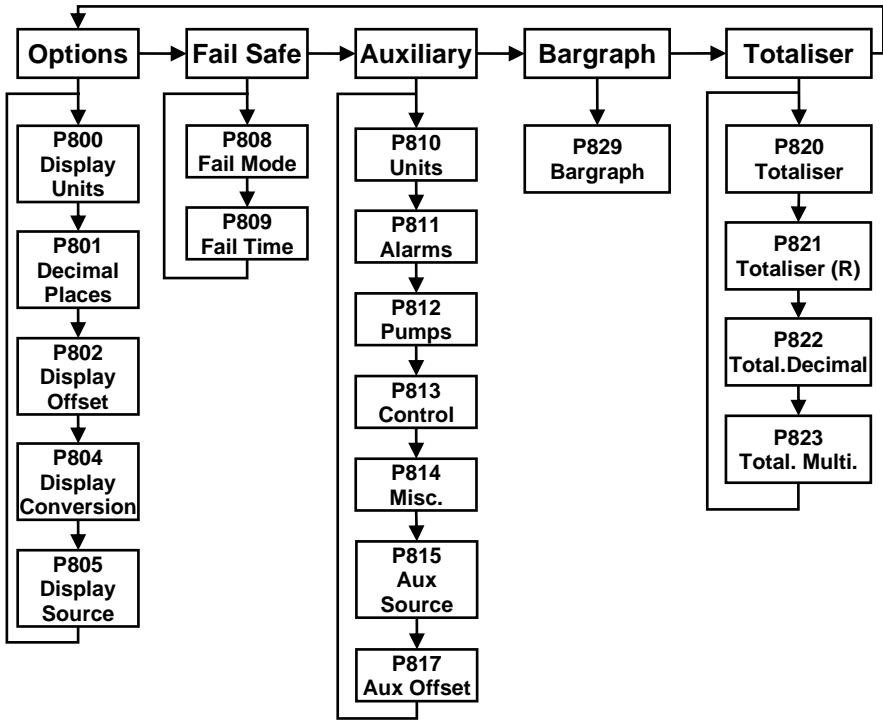 Options
Fail Safe
Auxiliary
Bargraph
Totaliser
P800
Display
Units
P801
Decimal
Places
P802
Display
Offset
P804
Display
Conversion
P805
Display
Source
P808
Fail Mode
P809
Fail Time
P810
Units
P811
Alarms
P812
Pumps
P813
Control
P814
Misc.
P815
Aux
Source
P817
Aux Offset
P829
Bargraph
P820
Totaliser
P821
Totaliser (R)
P822
Total.Decimal
P823
Total. Multi.